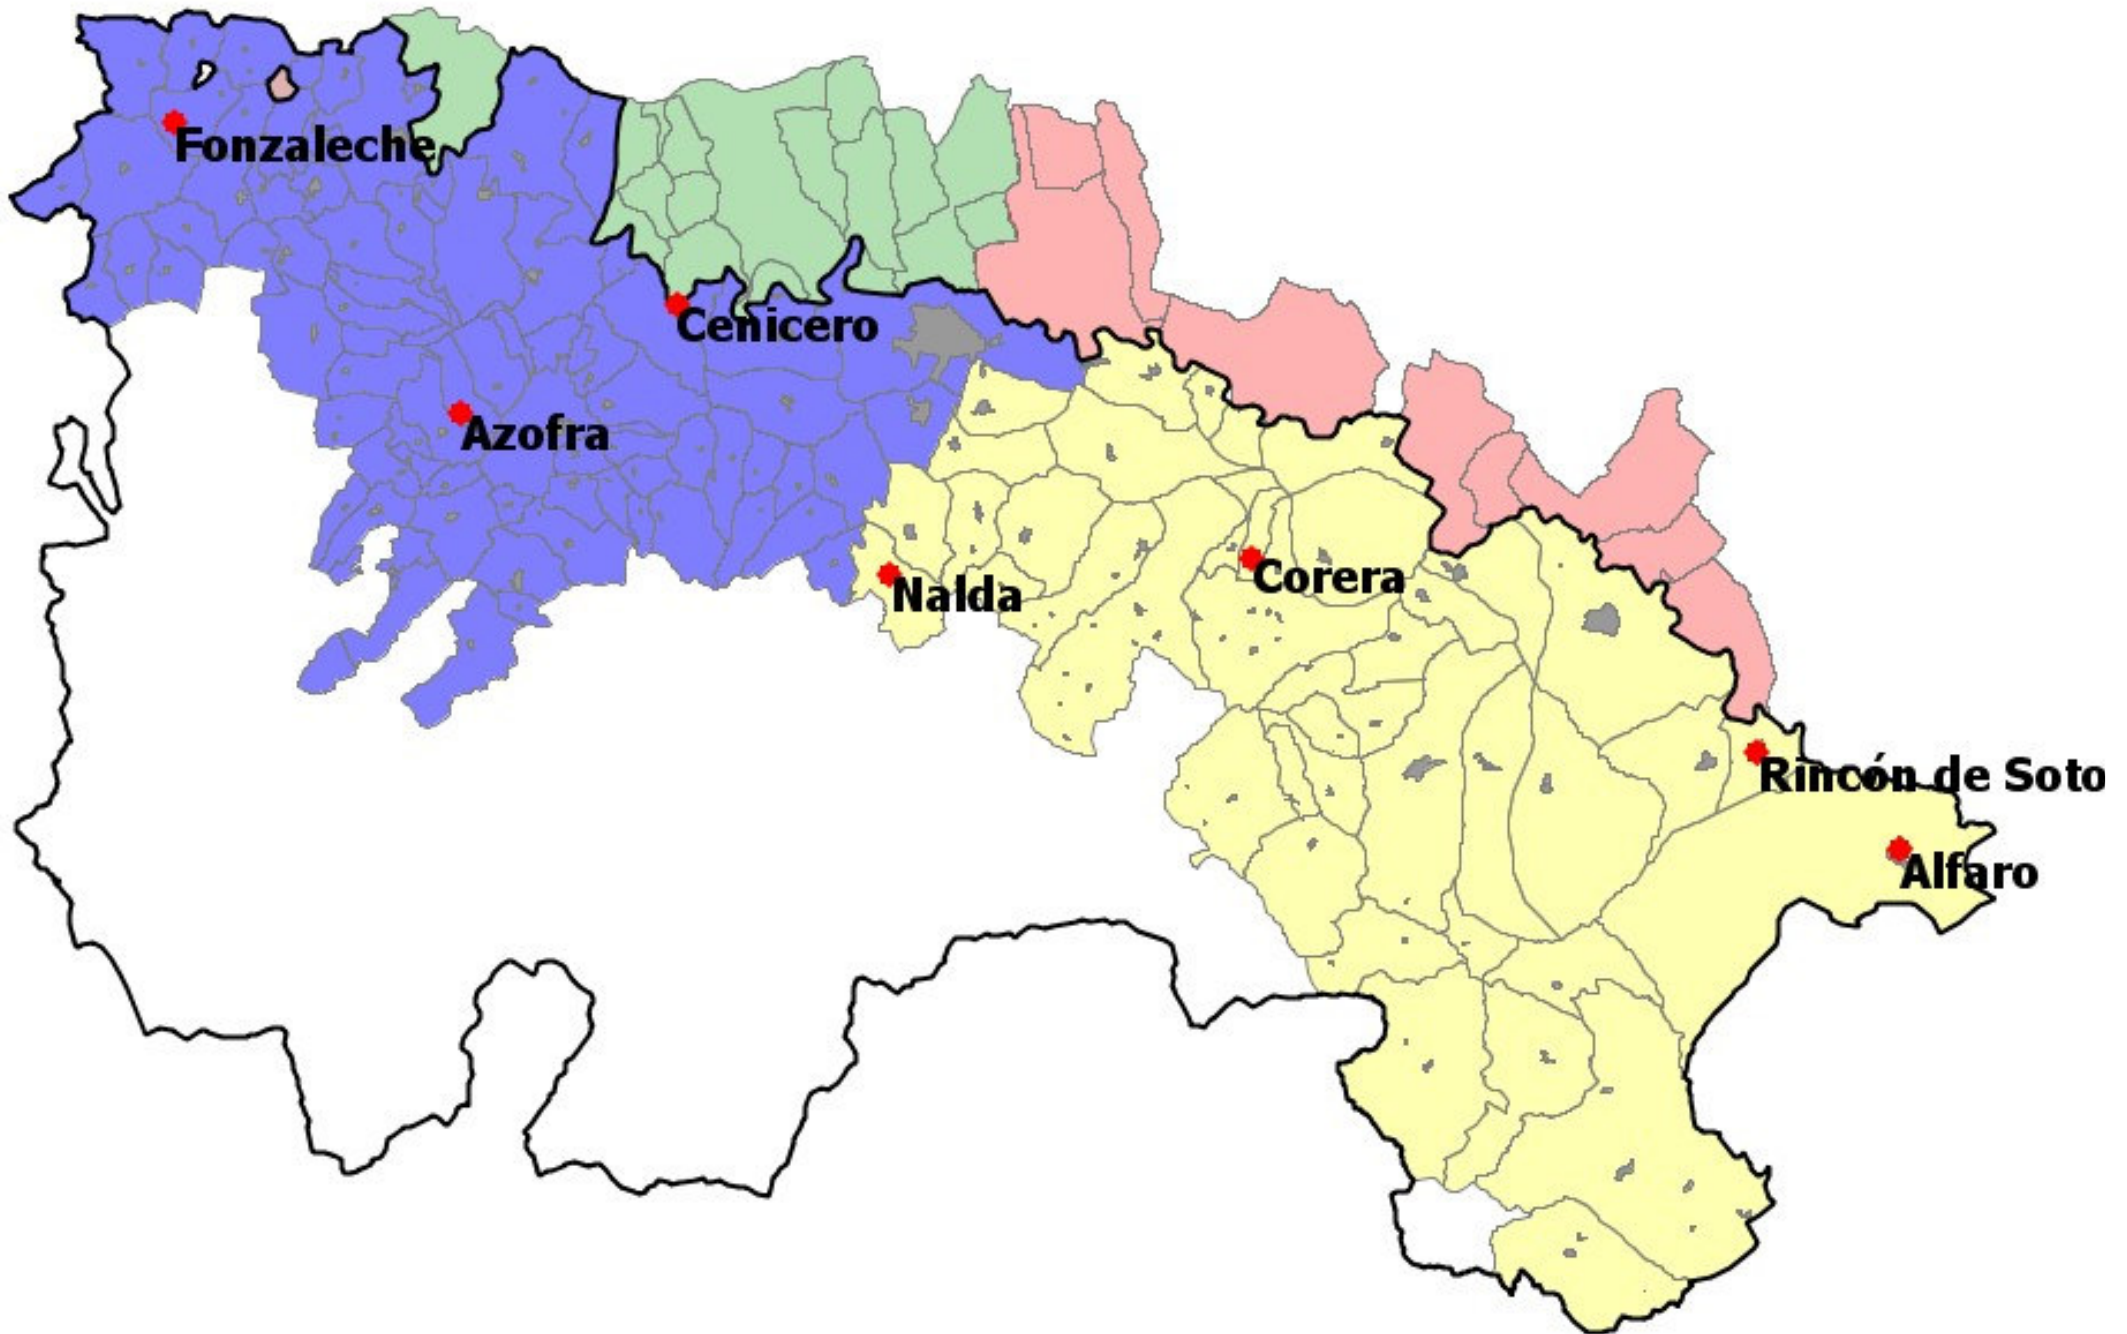 Fonzaleche
Cenicero
Azofra
Nalda
Corera
Rincón de Soto
Alfaro